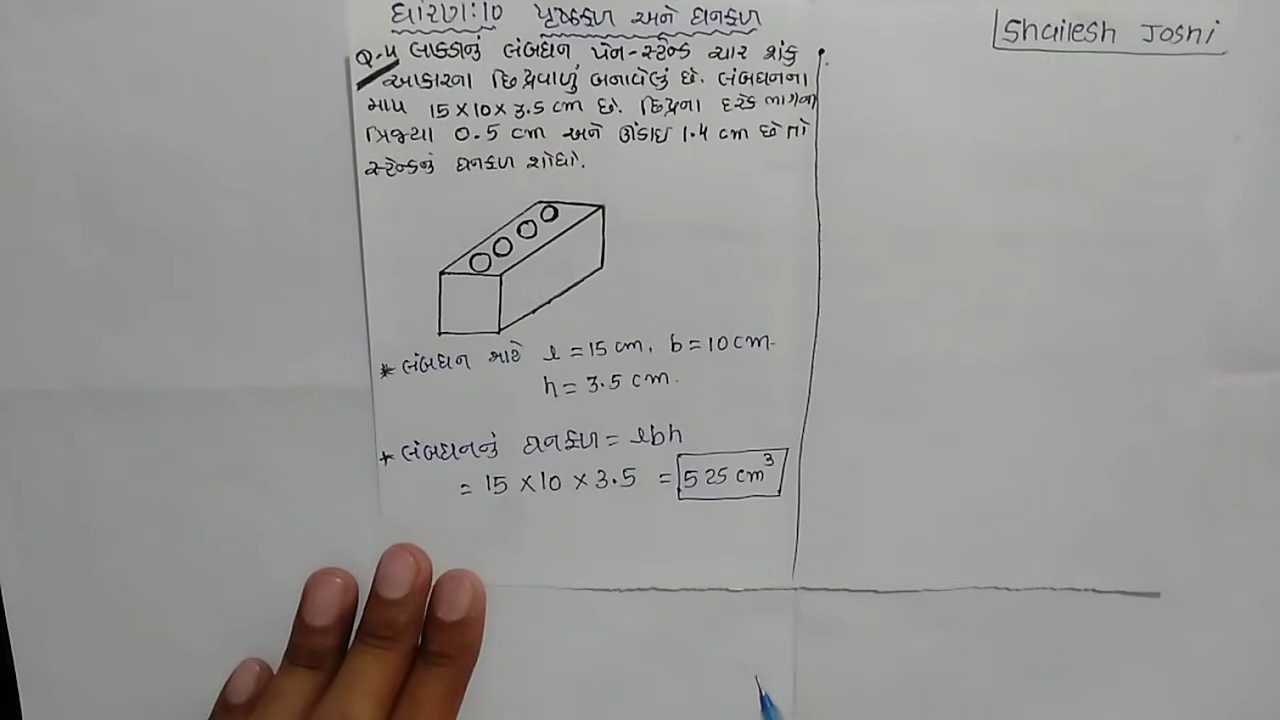 ધોરણ:10 પૃષ્ઠફળ અને ઘનફળ
Shailesh Joshi
Q-4 લાકડાનું લંબઘન પેન-સ્ટેન્ડ ચાર શંકુ
આકારના છિદ્રોવાળું બનાવેલું છે. લંબઘનના
માપ 15 X 10 X 3.5 cm છે. છિદ્રના દરેક ભાગની
ત્રિજ્યા 0.5 cm અને ઊંડાઇ 1.4 cm છે તો
સ્ટેન્ડનું ઘનફળ શોધો.
* લંબઘન માટે l = 15 cm, b = 10 cm
h = 3.5 cm.
* લંબઘનનું ઘનફળ = lbh
= 15 X 10 X 3.5 = 525 cm³